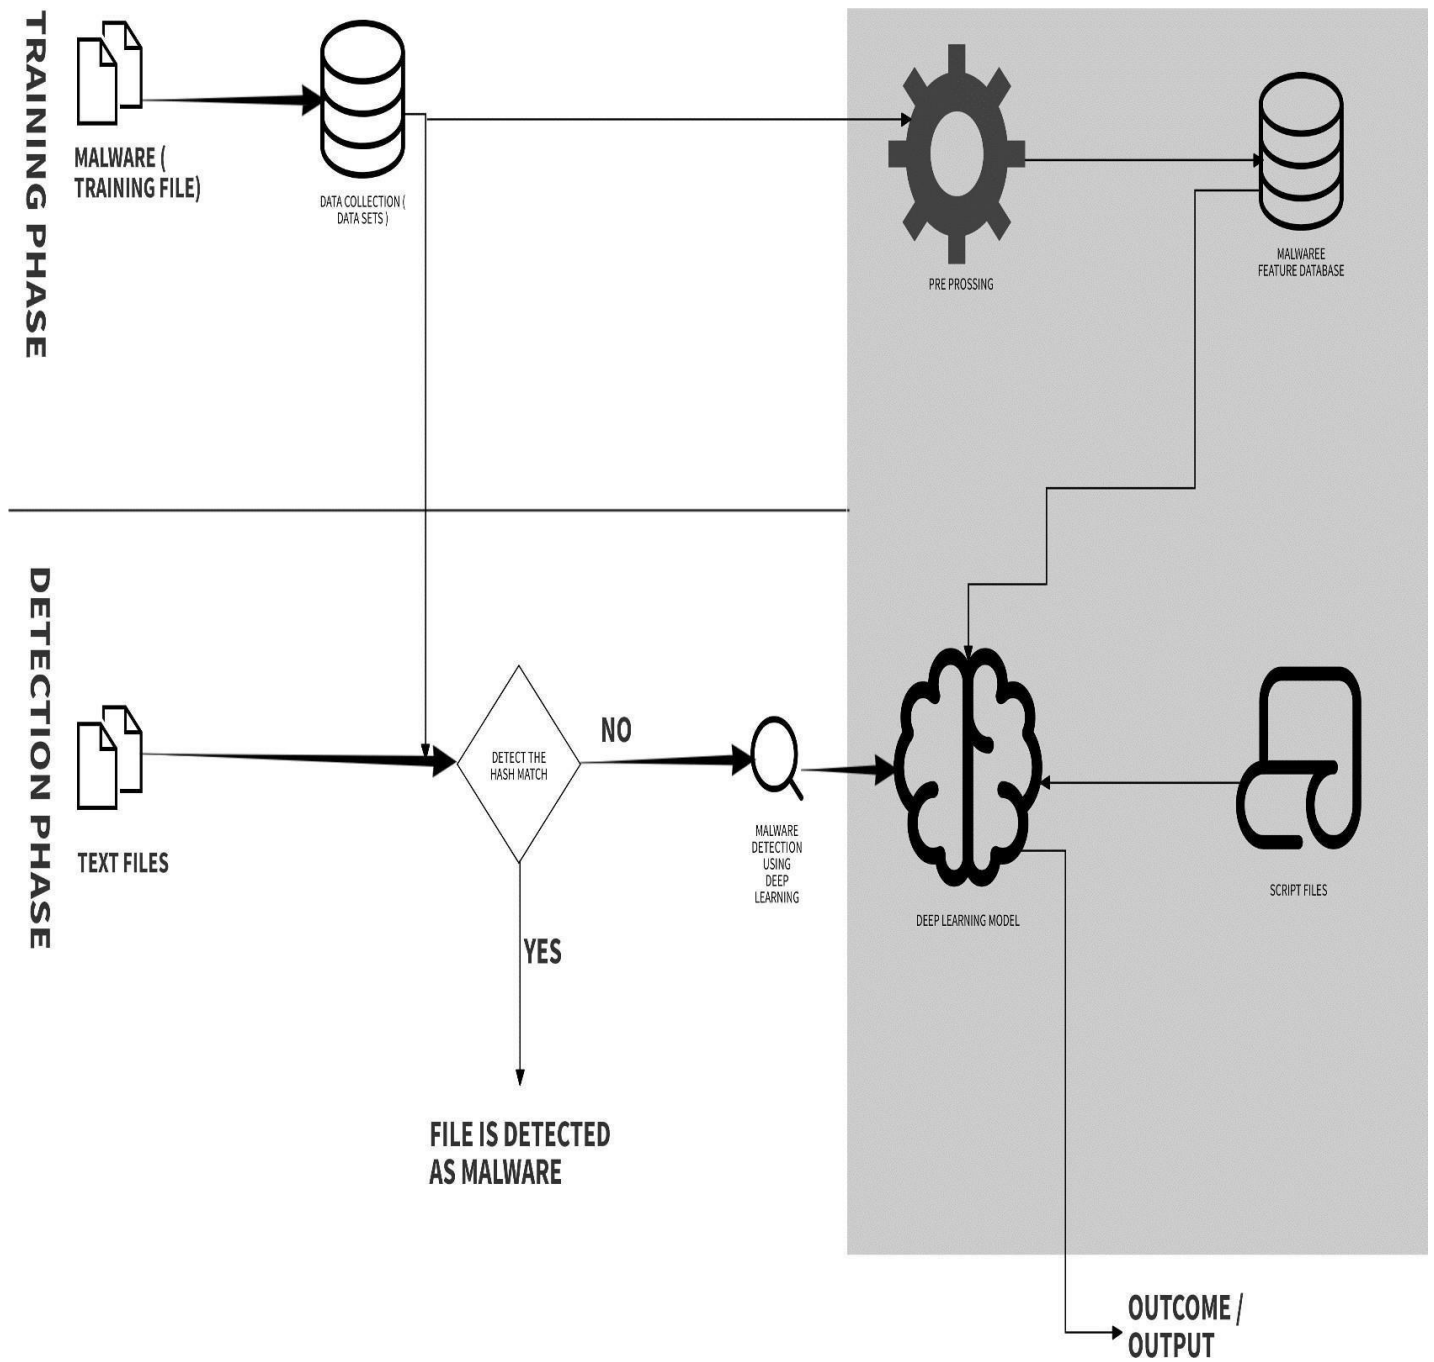 TRAINING PHASE
MALWARE (
TRAINING FILE)
DATA COLLECTION (
DATA SETS )
PRE PROSSING
MALWAREE
FEATURE DATABASE
DETECTION PHASE
TEXT FILES
DETECT THE
HASH MATCH
NO
YES
MALWARE
DETECTION
USING
DEEP
LEARNING
DEEP LEARNING MODEL
SCRIPT FILES
FILE IS DETECTED
AS MALWARE
OUTCOME /
OUTPUT